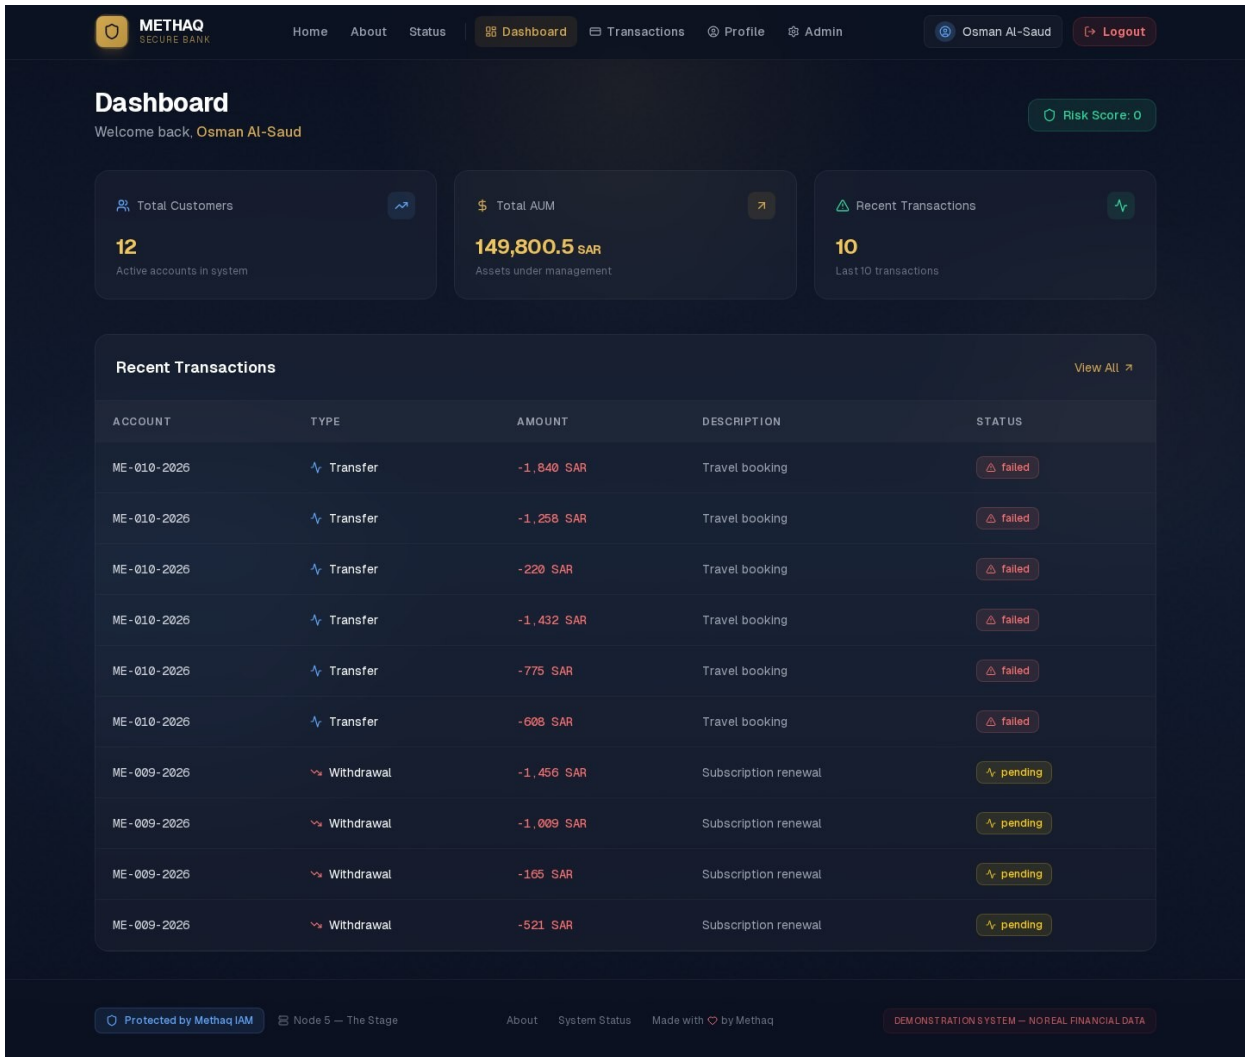 METHAQ
SECURE BANK
Home About Status Dashboard Transactions Profile Admin Osman Al-Saud Logout
Dashboard
Welcome back, Osman Al-Saud
Risk Score: 0
Total Customers
12
Active accounts in system
Total AUM
149,800.5 SAR
Assets under management
Recent Transactions
10
Last 10 transactions
Recent Transactions
View All
ACCOUNT TYPE AMOUNT DESCRIPTION STATUS
ME-010-2026 Transfer -1,840 SAR Travel booking failed
ME-010-2026 Transfer -1,258 SAR Travel booking failed
ME-010-2026 Transfer -220 SAR Travel booking failed
ME-010-2026 Transfer -1,432 SAR Travel booking failed
ME-010-2026 Transfer -775 SAR Travel booking failed
ME-010-2026 Transfer -608 SAR Travel booking failed
ME-009-2026 Withdrawal -1,456 SAR Subscription renewal pending
ME-009-2026 Withdrawal -1,009 SAR Subscription renewal pending
ME-009-2026 Withdrawal -165 SAR Subscription renewal pending
ME-009-2026 Withdrawal -521 SAR Subscription renewal pending
Protected by Methaq IAM Node 5 — The Stage About System Status Made with ♡ by Methaq DEMONSTRATION SYSTEM — NO REAL FINANCIAL DATA